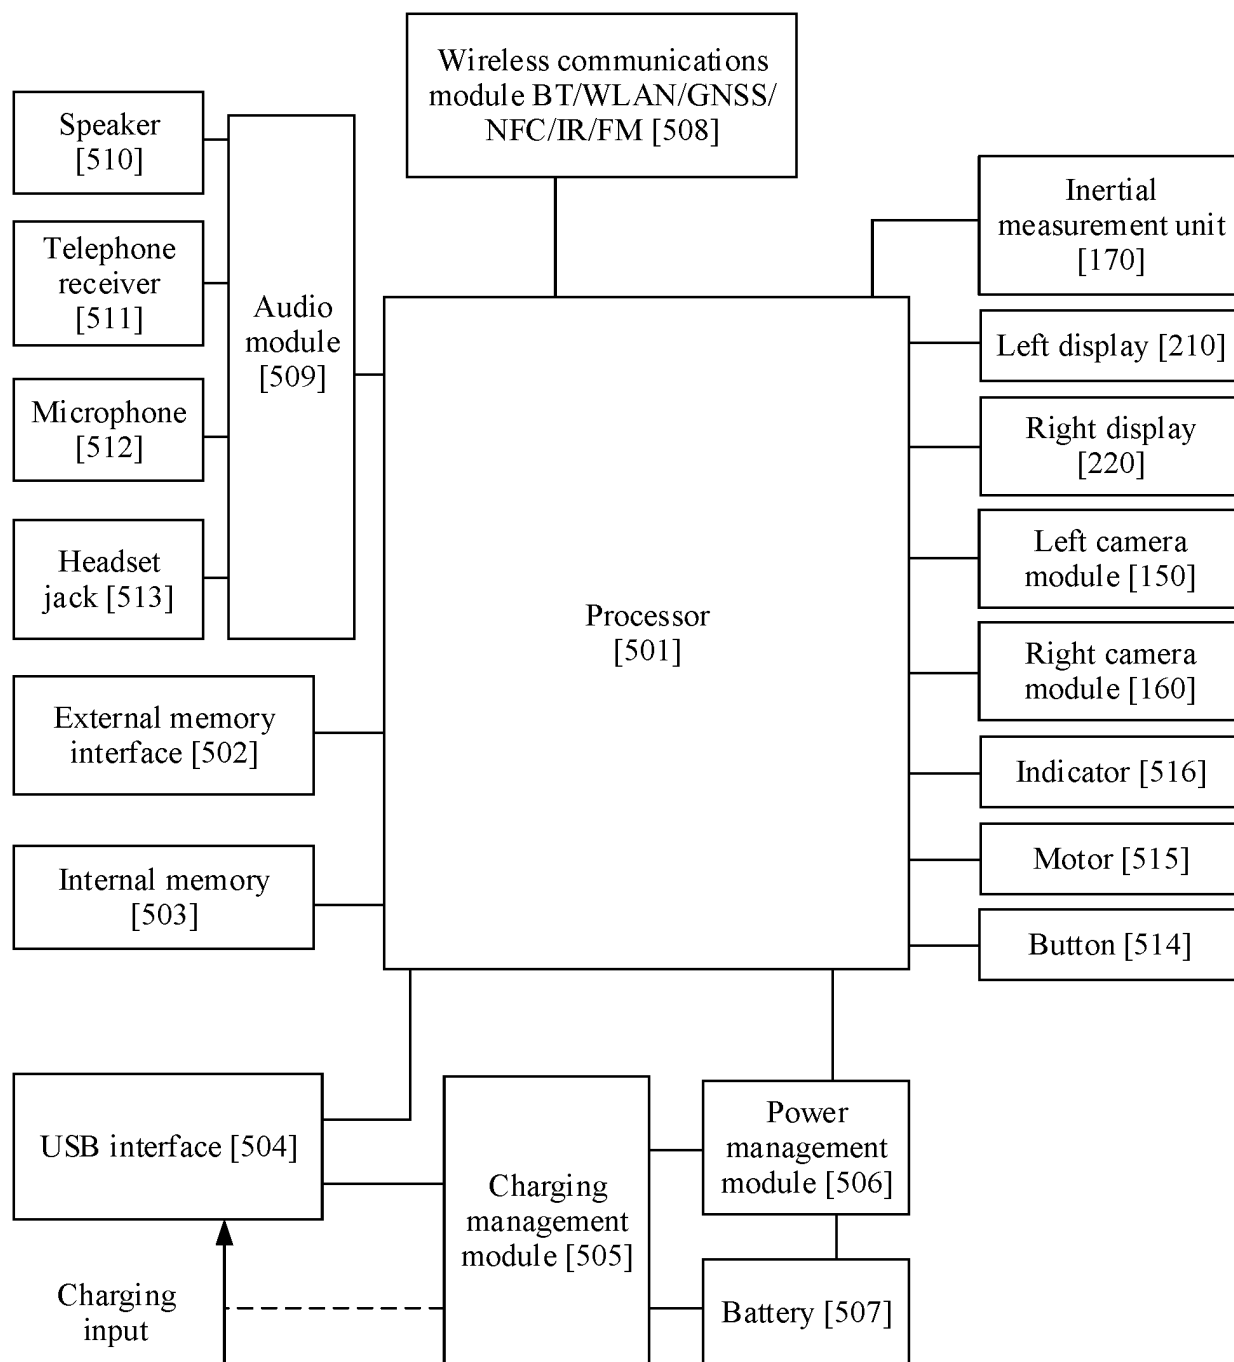 Wireless communications
module BT/WLAN/GNSS/
NFC/IR/FM [508]
Speaker
[510]
Telephone
receiver
[511]
Microphone
[512]
Headset
jack [513]
Audio
module
[509]
External memory
interface [502]
Internal memory
[503]
Processor
[501]
Inertial
measurement unit
[170]
Left display [210]
Right display
[220]
Left camera
module [150]
Right camera
module [160]
Indicator [516]
Motor [515]
Button [514]
USB interface [504]
Charging
input
Charging
management
module [505]
Power
management
module [506]
Battery [507]